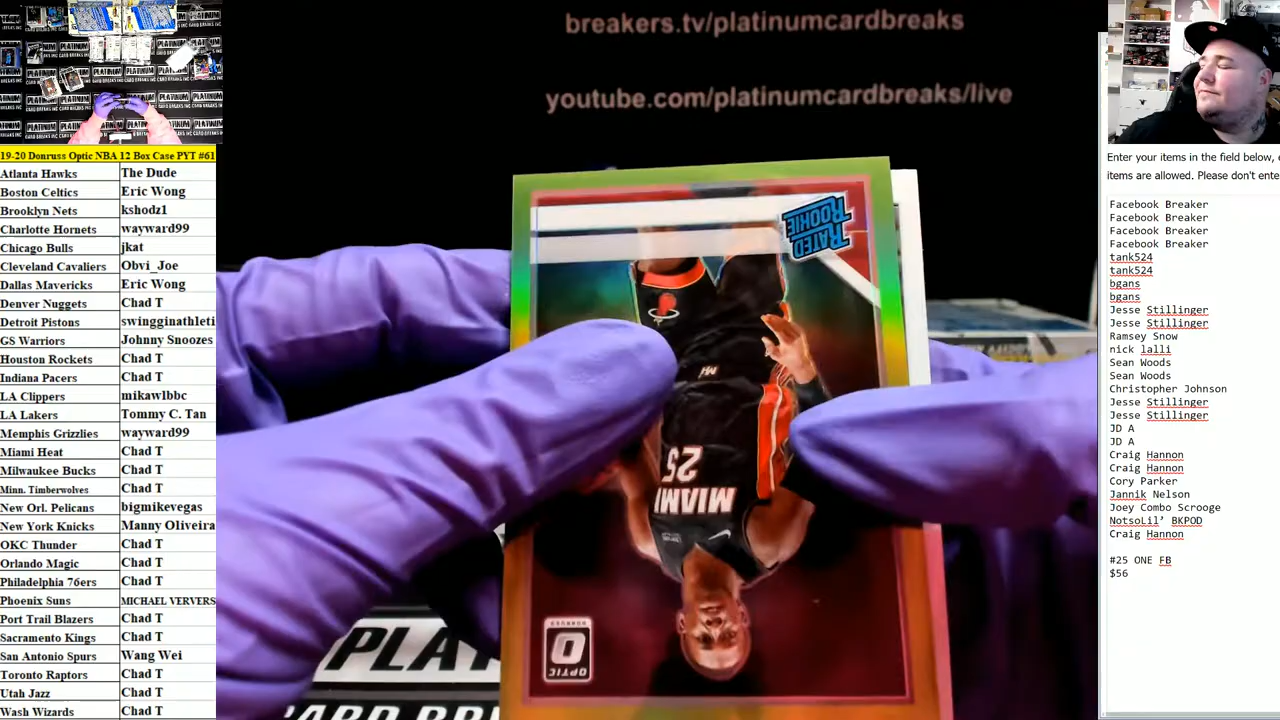 breakers.tv/platinumcardbreaks
youtube.com/platinumcardbreaks/live
19-20 Donruss Optic NBA 12 Box Case PYT #61
Atlanta Hawks The Dude
Boston Celtics Eric Wong
Brooklyn Nets kshodz1
Charlotte Hornets wayward99
Chicago Bulls jkat
Cleveland Cavaliers Obvi_Joe
Dallas Mavericks Eric Wong
Denver Nuggets Chad T
Detroit Pistons swingginathleti
GS Warriors Johnny Snoozes
Houston Rockets Chad T
Indiana Pacers Chad T
LA Clippers mikawlbbc
LA Lakers Tommy C. Tan
Memphis Grizzlies wayward99
Miami Heat Chad T
Milwaukee Bucks Chad T
Minn. Timberwolves Chad T
New Orl. Pelicans bigmikevegas
New York Knicks Manny Oliveira
OKC Thunder Chad T
Orlando Magic Chad T
Philadelphia 76ers Chad T
Phoenix Suns MICHAEL VERVERS
Port Trail Blazers Chad T
Sacramento Kings Chad T
San Antonio Spurs Wang Wei
Toronto Raptors Chad T
Utah Jazz Chad T
Wash Wizards Chad T
RATED
ROOKIE
MIAMI
25
OPTIC
DONRUSS
Enter your items in the field below,
items are allowed. Please don't ente
Facebook Breaker
Facebook Breaker
Facebook Breaker
Facebook Breaker
tank524
tank524
bgans
bgans
Jesse Stillinger
Jesse Stillinger
Ramsey Snow
nick lalli
Sean Woods
Sean Woods
Christopher Johnson
Jesse Stillinger
Jesse Stillinger
JD A
JD A
Craig Hannon
Craig Hannon
Cory Parker
Jannik Nelson
Joey Combo Scrooge
NotsoLil' BKPOD
Craig Hannon
#25 ONE FB
$56